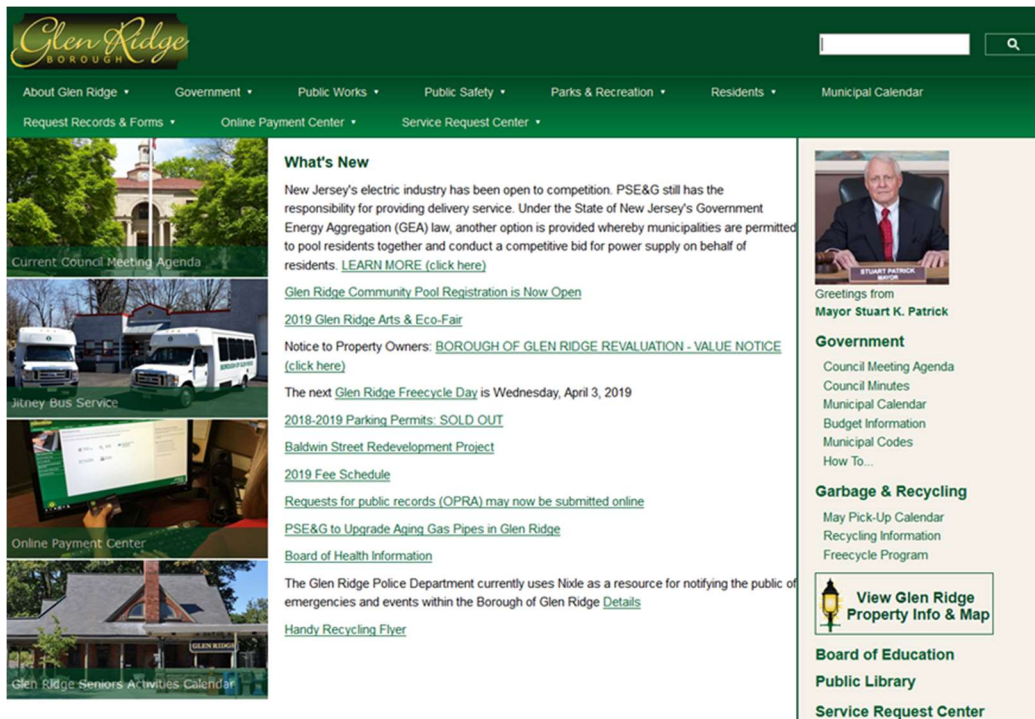 Glen Ridge
BOROUGH
About Glen Ridge ▾ Government ▾ Public Works ▾ Public Safety ▾ Parks & Recreation ▾ Residents ▾ Municipal Calendar
Request Records & Forms ▾ Online Payment Center ▾ Service Request Center ▾
Current Council Meeting Agenda
BOROUGH OF GLEN RIDGE
Jitney Bus Service
Online Payment Center
GLEN RIDGE
Glen Ridge Seniors Activities Calendar
What's New
New Jersey's electric industry has been open to competition. PSE&G still has the
responsibility for providing delivery service. Under the State of New Jersey's Government
Energy Aggregation (GEA) law, another option is provided whereby municipalities are permitted
to pool residents together and conduct a competitive bid for power supply on behalf of
residents. LEARN MORE (click here)
Glen Ridge Community Pool Registration is Now Open
2019 Glen Ridge Arts & Eco-Fair
Notice to Property Owners: BOROUGH OF GLEN RIDGE REVALUATION - VALUE NOTICE
(click here)
The next Glen Ridge Freecycle Day is Wednesday, April 3, 2019
2018-2019 Parking Permits: SOLD OUT
Baldwin Street Redevelopment Project
2019 Fee Schedule
Requests for public records (OPRA) may now be submitted online
PSE&G to Upgrade Aging Gas Pipes in Glen Ridge
Board of Health Information
The Glen Ridge Police Department currently uses Nixle as a resource for notifying the public of
emergencies and events within the Borough of Glen Ridge Details
Handy Recycling Flyer
STUART PATRICK
MAYOR
Greetings from
Mayor Stuart K. Patrick
Government
Council Meeting Agenda
Council Minutes
Municipal Calendar
Budget Information
Municipal Codes
How To...
Garbage & Recycling
May Pick-Up Calendar
Recycling Information
Freecycle Program
View Glen Ridge
Property Info & Map
Board of Education
Public Library
Service Request Center